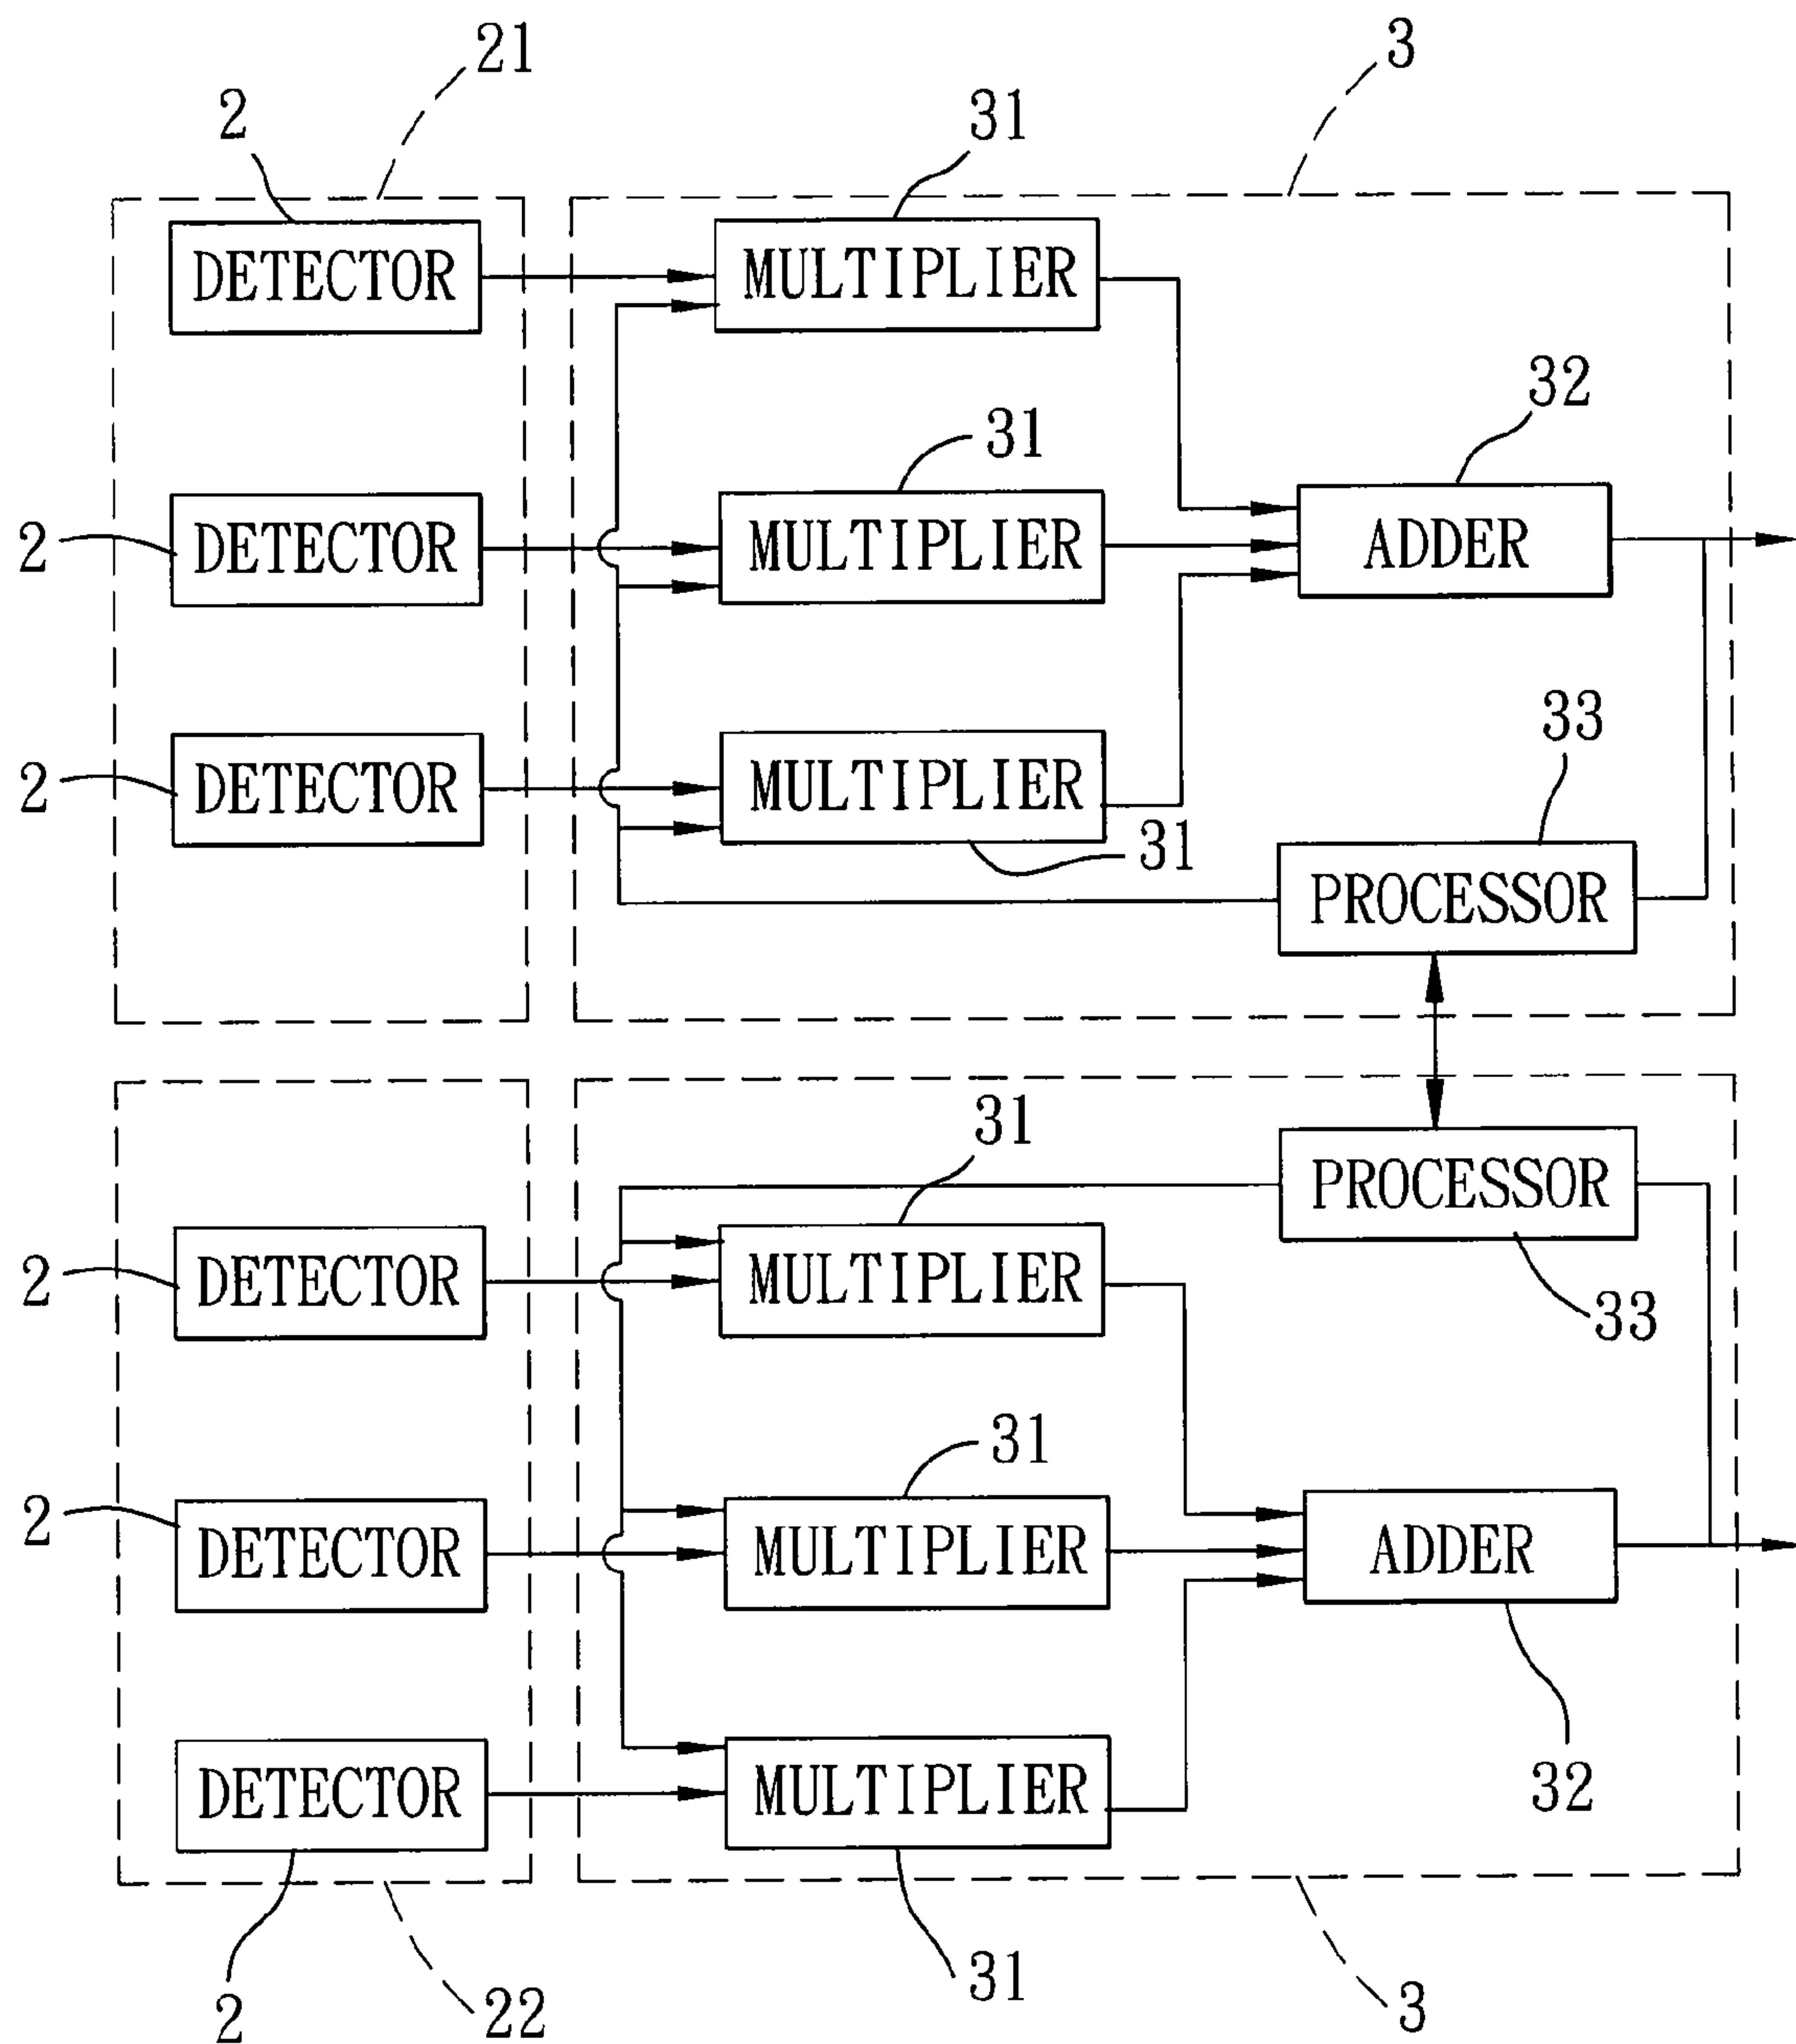 21
3
2
31
DETECTOR
MULTIPLIER
32
31
2
DETECTOR
MULTIPLIER
ADDER
33
2
DETECTOR
MULTIPLIER
31
PROCESSOR
31
PROCESSOR
2
DETECTOR
MULTIPLIER
33
31
2
DETECTOR
MULTIPLIER
ADDER
DETECTOR
MULTIPLIER
32
31
2
22
3